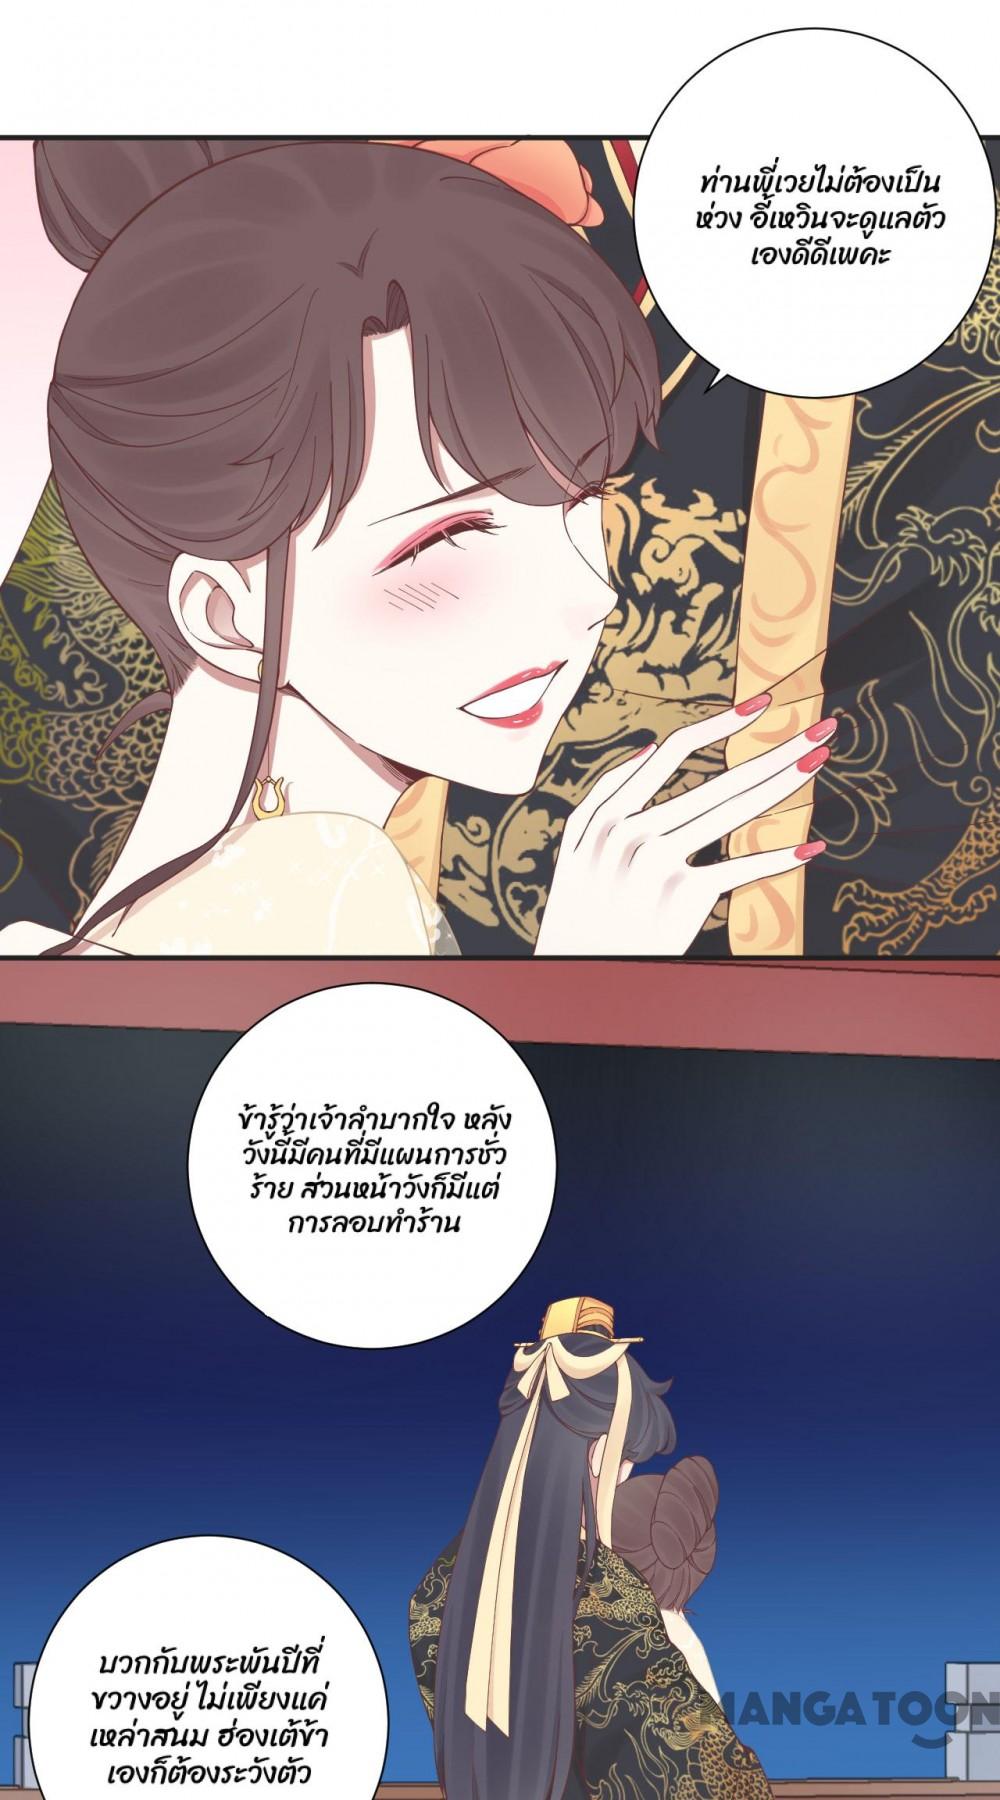 ท่านพี่เวยไม่ต้องเป็น
ห่วง อี้เหวินจะดูแลตัว
เองดีดีเพคะ
ข้ารู้ว่าเจ้าลำบากใจ หลัง
วังนี้มีคนที่มีแผนการชั่ว
ร้าย ส่วนหน้าวังก็มีแต่
การลอบทำร้าน
บวกกับพระพันปีที่
ขวางอยู่ ไม่เพียงแค่
เหล่าสนม ฮ่องเต้ข้า
เองก็ต้องระวังตัว
MANGATOON